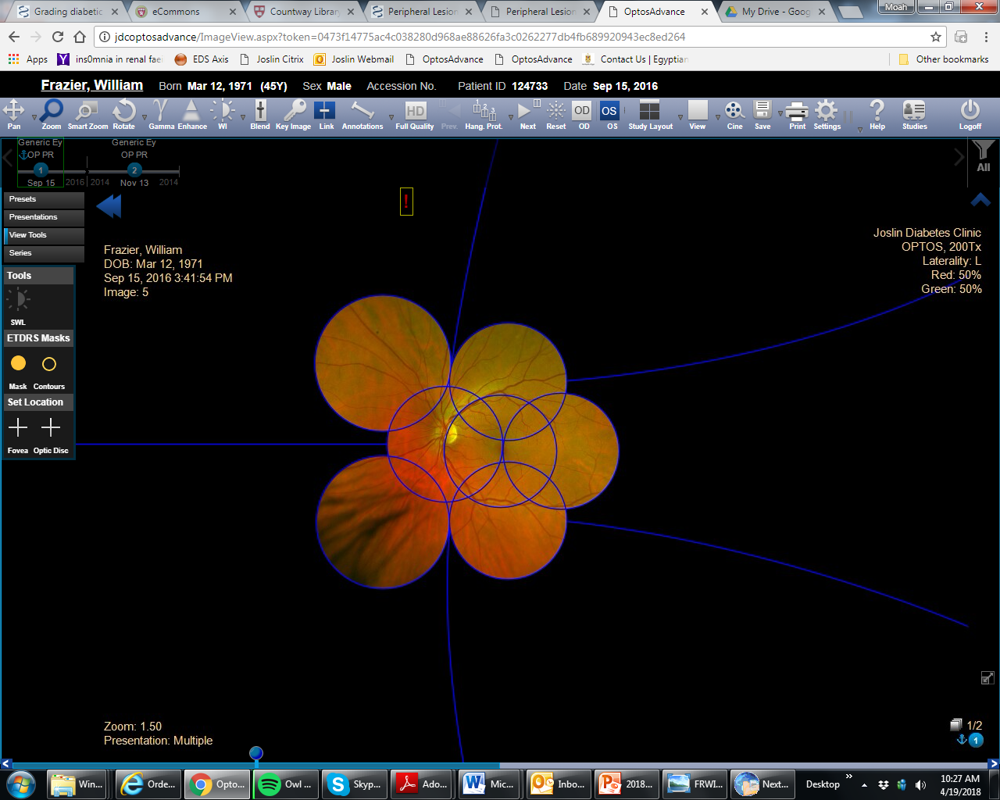 Grading diabetic
eCommons
Countway Librar
Peripheral Lesion
Peripheral Lesion
OptosAdvance
My Drive - Goog
Moah
jdcoptosadvance/ImageView.aspx?token=0473f14775ac4c038280d968ae88626fa3c0262277db4fb689920943ec8ed264
Apps
ins0mnia in renal fae
EDS Axis
Joslin Citrix
Joslin Webmail
OptosAdvance
OptosAdvance
Contact Us | Egyptian
Other bookmarks
Frazier, William Born Mar 12, 1971 (45Y) Sex Male Accession No. Patient ID 124733 Date Sep 15, 2016
HD OD OS
Pan Zoom Smart Zoom Rotate Gamma Enhance WI Blend Key Image Link Annotations Full Quality Prev. Hang. Prot. Next Reset OD OS Study Layout View Cine Save Print Settings Help Studies Logoff
Generic Ey Generic Ey
OP PR OP PR
1 2
Sep 15 2016 2014 Nov 13 2014
All
Presets
Presentations
View Tools
Series
!
Frazier, William
DOB: Mar 12, 1971
Sep 15, 2016 3:41:54 PM
Image: 5
Joslin Diabetes Clinic
OPTOS, 200Tx
Laterality: L
Red: 50%
Green: 50%
Tools
SWL
ETDRS Masks
Mask Contours
Set Location
Fovea Optic Disc
Zoom: 1.50
Presentation: Multiple
1/2
1
Win...
Orde...
Opto...
Owl ...
Skyp...
Ado...
Mic...
Inbo...
2018...
FRWI...
Next...
Desktop
10:27 AM
4/19/2018